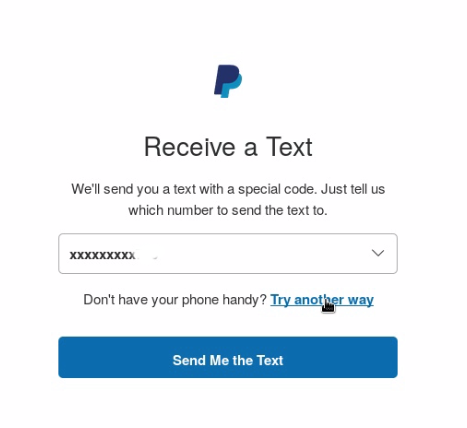 Receive a Text
We'll send you a text with a special code. Just tell us
which number to send the text to.
xxxxxxxxx
Don't have your phone handy? Try another way
Send Me the Text